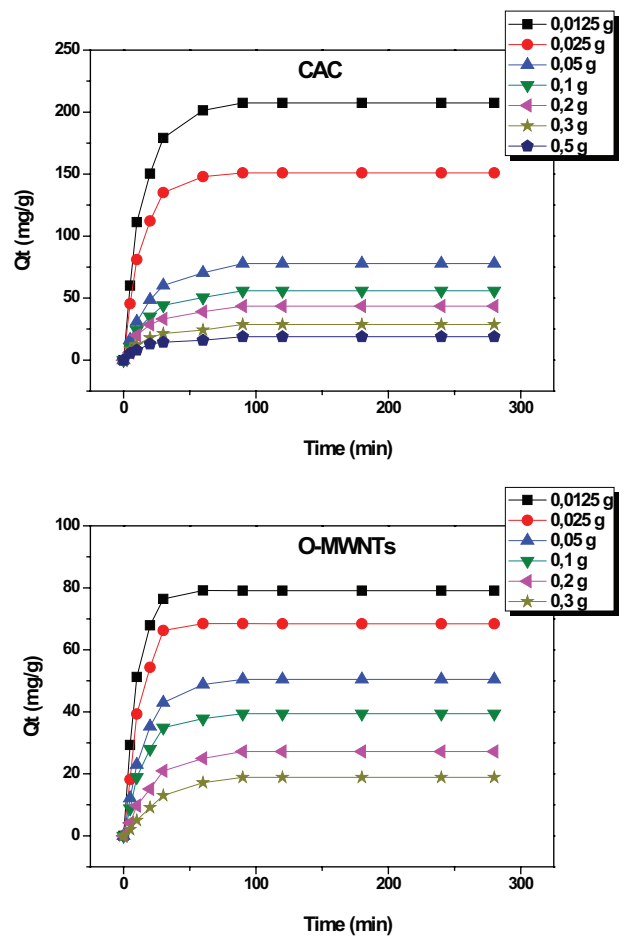 0,0125 g
0,025 g
0,05 g
0,1 g
0,2 g
0,3 g
0,5 g
CAC
250
200
150
100
50
0
Qt (mg/g)
0 100 200 300
Time (min)
0,0125 g
0,025 g
0,05 g
0,1 g
0,2 g
0,3 g
O-MWNTs
100
80
60
40
20
0
Qt (mg/g)
0 100 200 300
Time (min)